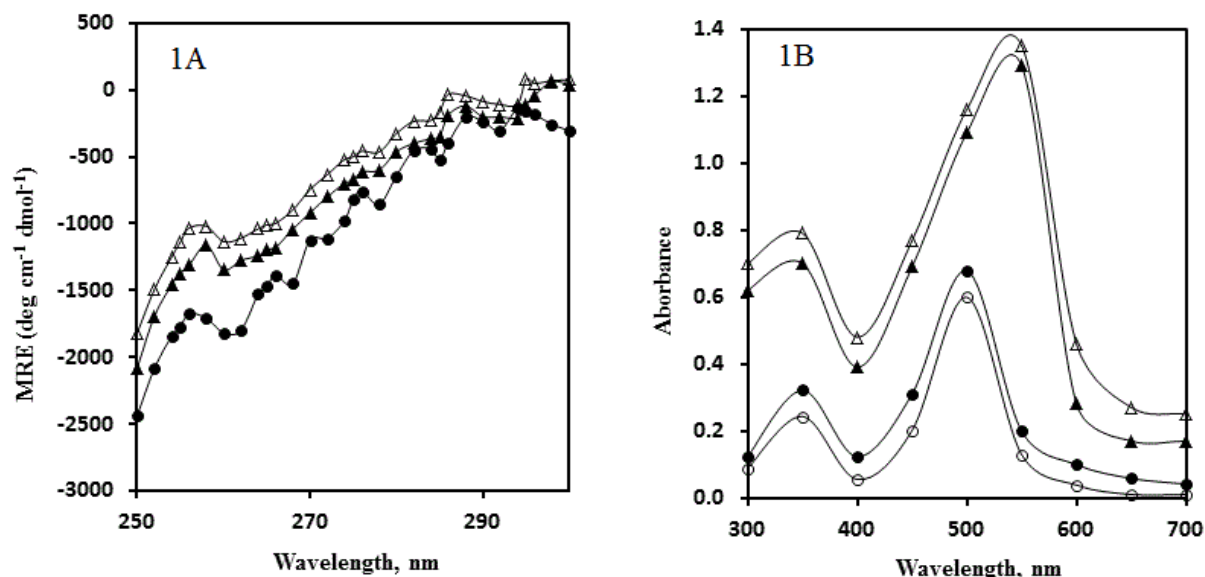 1A
500
0
-500
-1000
-1500
-2000
-2500
-3000
MRE (deg cm⁻¹ dmol⁻¹)
250 270 290
Wavelength, nm
1B
1.4
1.2
1.0
0.8
0.6
0.4
0.2
0.0
Aborbance
300 400 500 600 700
Wavelength, nm